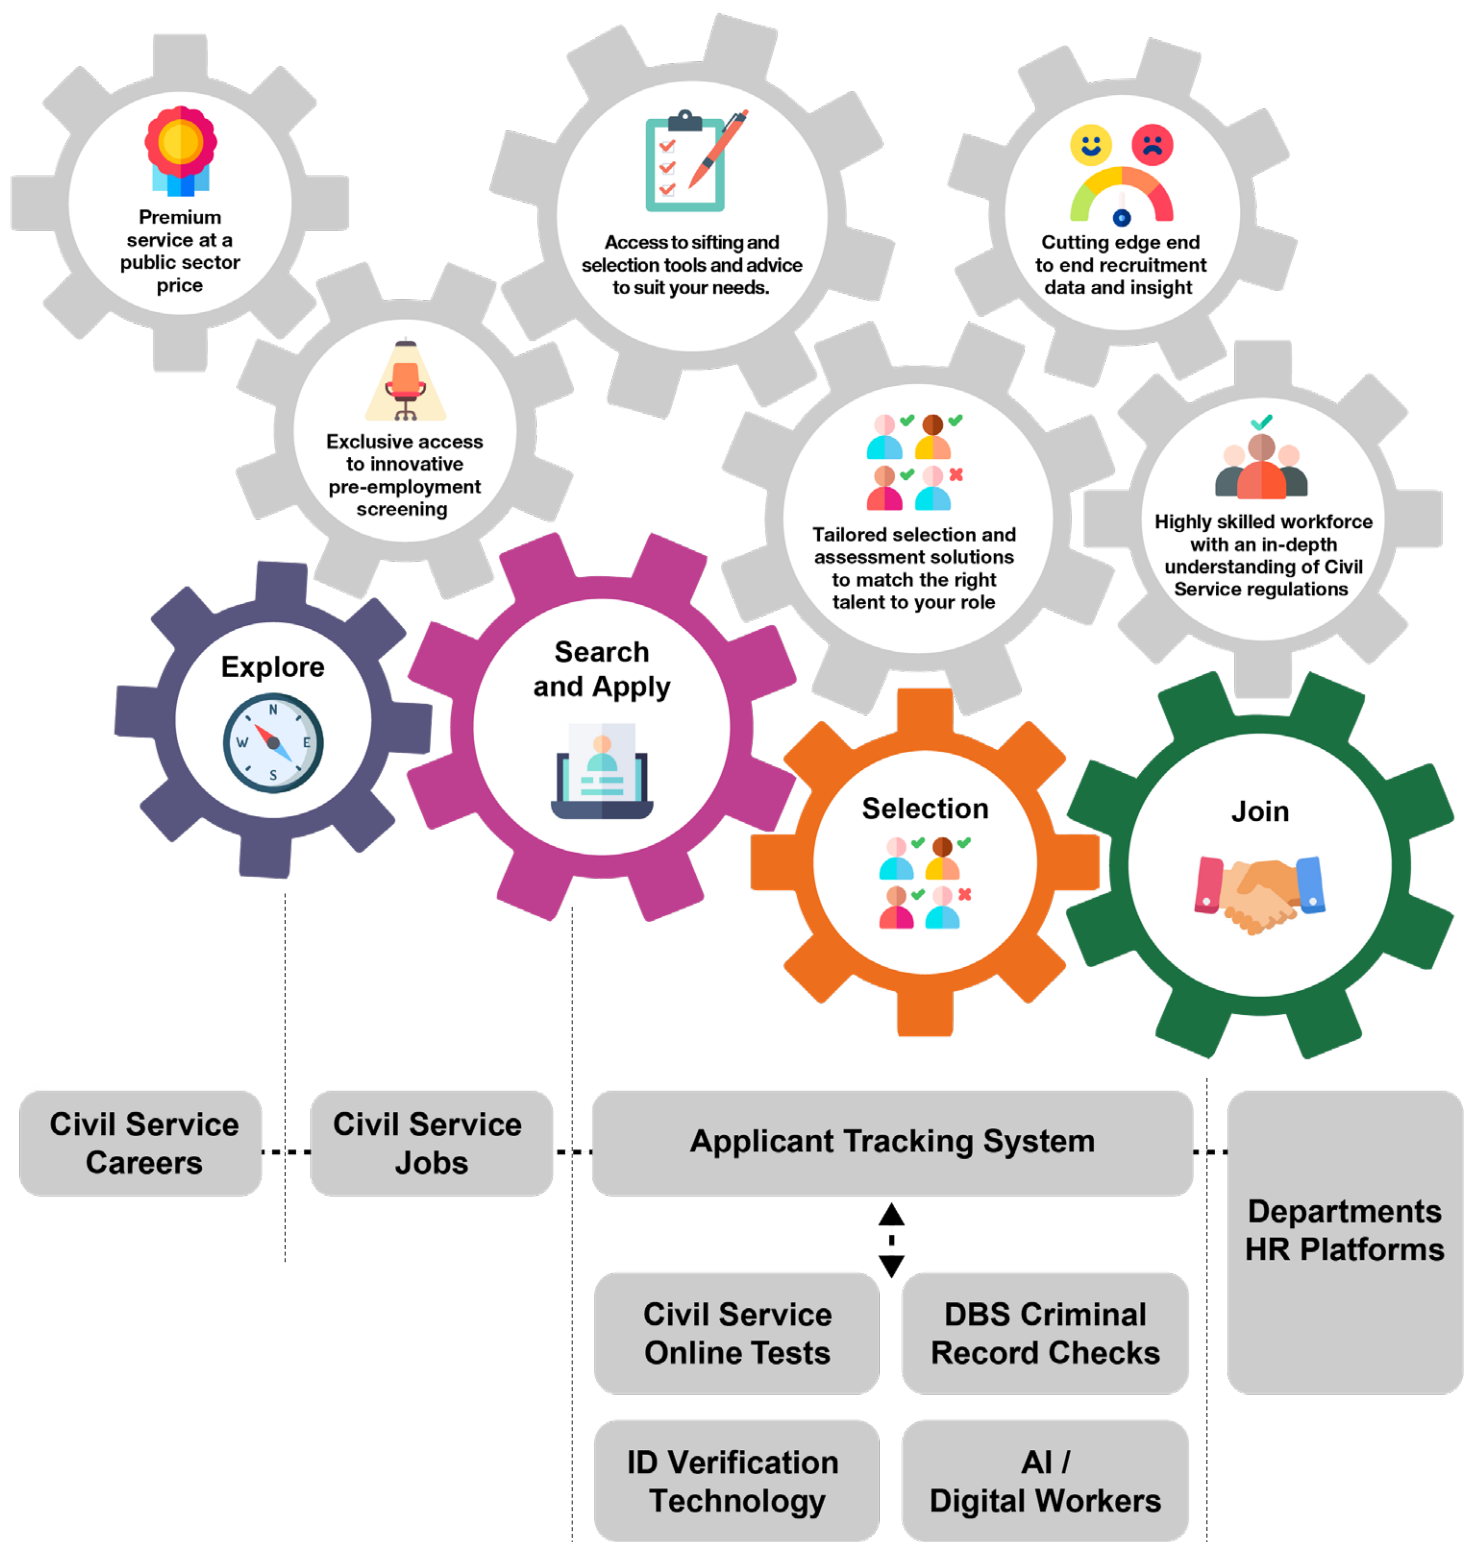 Premium
service at a
public sector
price
Access to sifting and
selection tools and advice
to suit your needs.
Cutting edge end
to end recruitment
data and insight
Exclusive access
to innovative
pre-employment
screening
Tailored selection and
assessment solutions
to match the right
talent to your role
Highly skilled workforce
with an in-depth
understanding of Civil
Service regulations
Explore
N
W
E
S
Search
and Apply
Selection
Join
Civil Service
Careers
Civil Service
Jobs
Applicant Tracking System
Departments
HR Platforms
Civil Service
Online Tests
DBS Criminal
Record Checks
ID Verification
Technology
AI /
Digital Workers